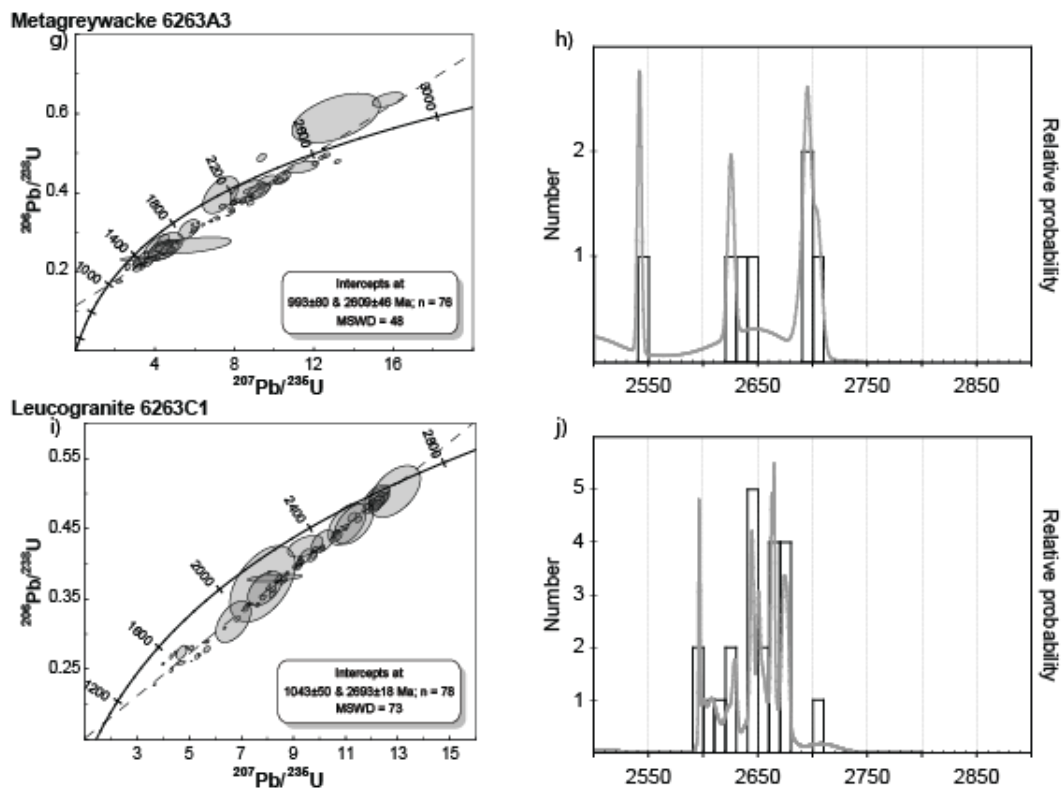 Metagreywacke 6263A3
g)
0.6
0.4
0.2
1000
1400
1800
2200
2600
3000
Intercepts at
993±80 & 2609±46 Ma; n = 76
MSWD = 48
4
8
12
16
206Pb/238U
207Pb/235U
h)
2
1
Number
Relative probability
2550
2650
2750
2850
Leucogranite 6263C1
i)
0.55
0.45
0.35
0.25
1200
1600
2000
2400
2800
Intercepts at
1043±50 & 2693±18 Ma; n = 78
MSWD = 73
3
5
7
9
11
13
15
206Pb/238U
207Pb/235U
j)
5
4
3
2
1
Number
Relative probability
2550
2650
2750
2850